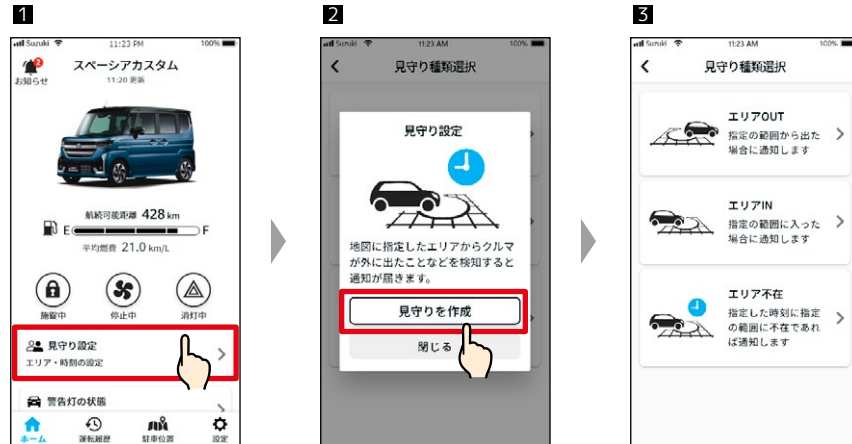 1
Suzuki 11:23 PM 100%
2
お知らせ
スペーシアカスタム
11:20 更新
航続可能距離 428 km
E F
平均燃費 21.0 km/L
施錠中 停止中 消灯中
見守り設定
エリア・時刻の設定
警告灯の状態
ホーム 運転履歴 駐車位置 設定
2
Suzuki 11:23 AM 100%
見守り種類選択
見守り設定
地図に指定したエリアからクルマ
が外に出たことなどを検知すると
通知が届きます。
見守りを作成
閉じる
3
Suzuki 11:23 AM 100%
見守り種類選択
エリアOUT
指定の範囲から出た
場合に通知します
エリアIN
指定の範囲に入った
場合に通知します
エリア不在
指定した時刻に指定
の範囲に不在であれ
ば通知します